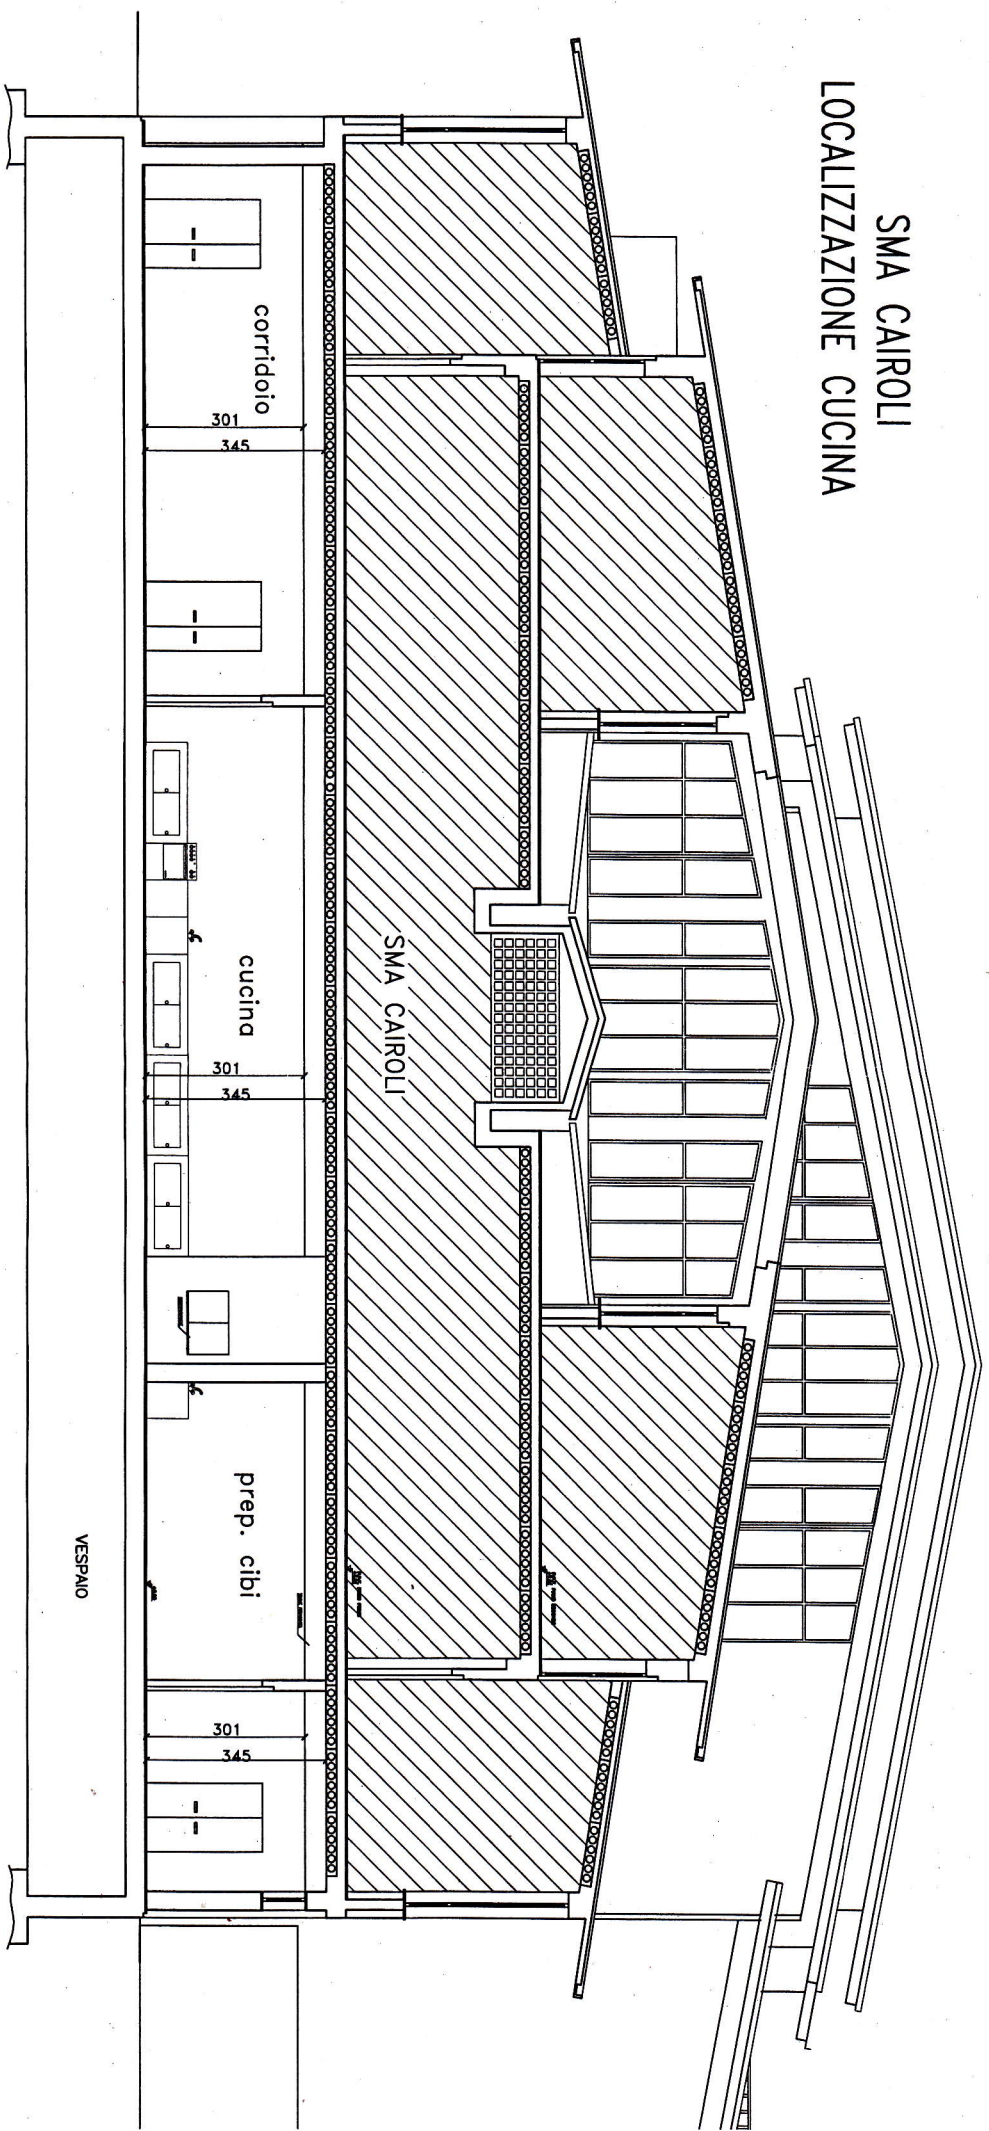 SMA CAIROLI
LOCALIZZAZIONE CUCINA
SMA CAIROLI
corridoio
301
345
cucina
301
345
prep. cibi
301
345
VESPAIO